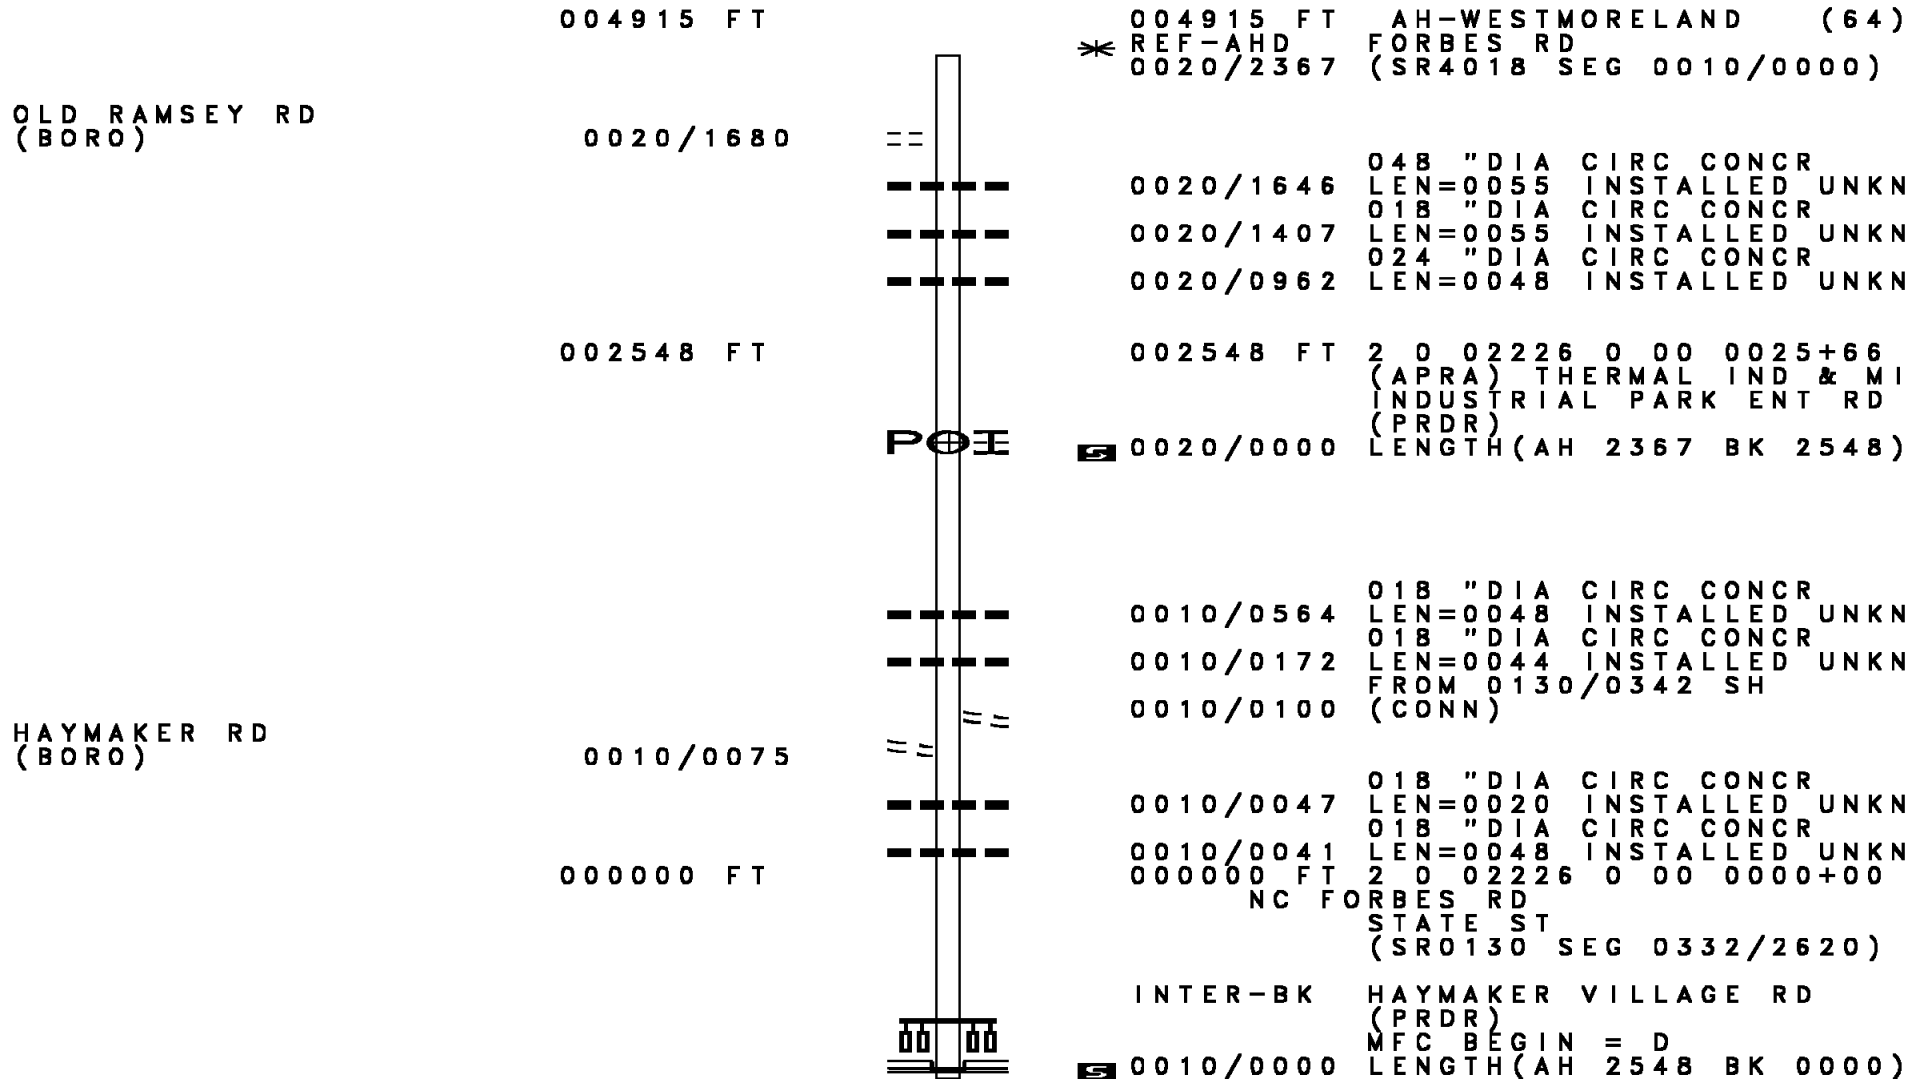 004915 FT 004915 FT AH-WESTMORELAND (64)
REF-AHD FORBES RD
0020/2367 (SR4018 SEG 0010/0000)
OLD RAMSEY RD
(BORO) 0020/1680
048 "DIA CIRC CONCR
0020/1646 LEN=0055 INSTALLED UNKN
018 "DIA CIRC CONCR
0020/1407 LEN=0055 INSTALLED UNKN
024 "DIA CIRC CONCR
0020/0962 LEN=0048 INSTALLED UNKN
002548 FT 002548 FT 2 0 02226 0 00 0025+66
(APRA) THERMAL IND & MI
INDUSTRIAL PARK ENT RD
(PRDR)
POI S 0020/0000 LENGTH(AH 2367 BK 2548)
018 "DIA CIRC CONCR
0010/0564 LEN=0048 INSTALLED UNKN
018 "DIA CIRC CONCR
0010/0172 LEN=0044 INSTALLED UNKN
FROM 0130/0342 SH
0010/0100 (CONN)
HAYMAKER RD
(BORO) 0010/0075
018 "DIA CIRC CONCR
0010/0047 LEN=0020 INSTALLED UNKN
018 "DIA CIRC CONCR
0010/0041 LEN=0048 INSTALLED UNKN
000000 FT 000000 FT 2 0 02226 0 00 0000+00
NC FORBES RD
STATE ST
(SR0130 SEG 0332/2620)
INTER-BK HAYMAKER VILLAGE RD
(PRDR)
MFC BEGIN = D
S 0010/0000 LENGTH(AH 2548 BK 0000)